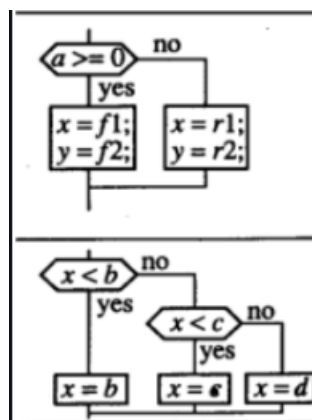 a >= 0
no
yes
x = f1;
y = f2;
x = r1;
y = r2;
x < b
no
yes
x < c
no
yes
x = b
x = c
x = d